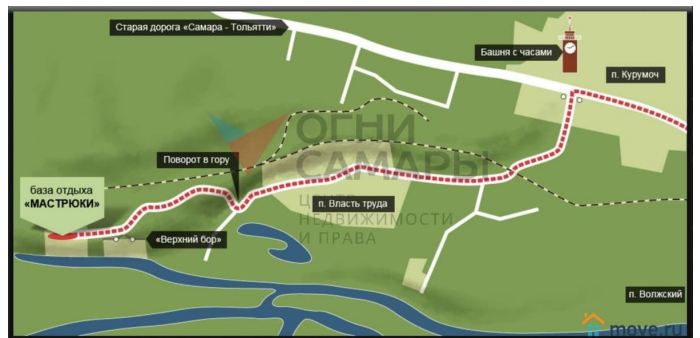 Старая дорога «Самара - Тольятти»
Башня с часами
п. Курумоч
ОГНИ
САМАРЫ
Поворот в гору
ЦЕНТР
НЕДВИЖИМОСТИ
И ПРАВА
база отдыха
«МАСТРЮКИ»
п. Власть труда
«Верхний бор»
п. Волжский
move.ru